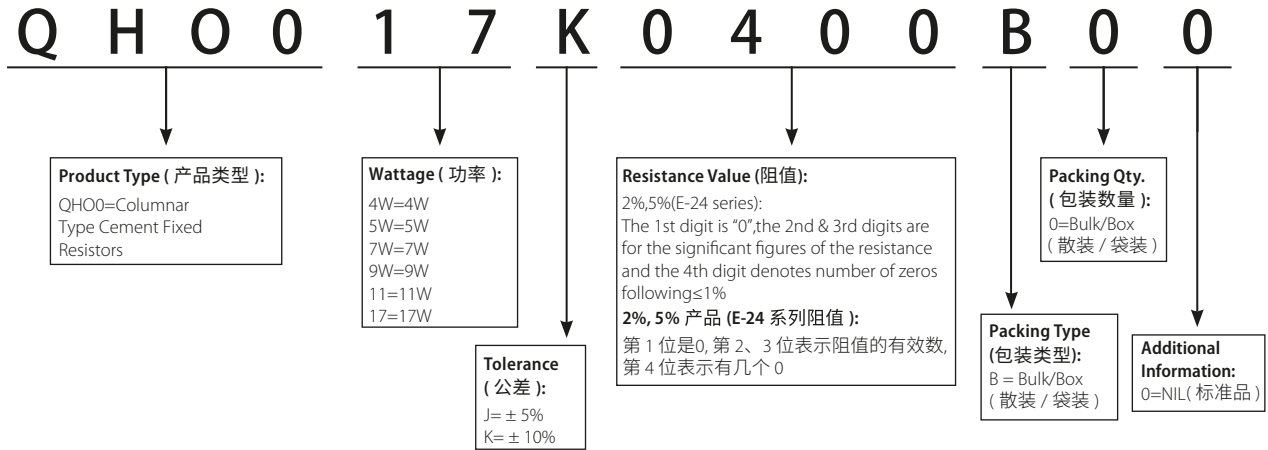 QHO0 17 K 0400 B 0 0
Product Type ( 产品类型 ):
QHO0=Columnar
Type Cement Fixed
Resistors
Wattage ( 功率 ):
4W=4W
5W=5W
7W=7W
9W=9W
11=11W
17=17W
Tolerance
( 公差 ):
J= ± 5%
K= ± 10%
Resistance Value (阻值):
2%,5%(E-24 series):
The 1st digit is “0”,the 2nd & 3rd digits are
for the significant figures of the resistance
and the 4th digit denotes number of zeros
following≤1%
2%, 5% 产品 (E-24 系列阻值 ):
第 1 位是0, 第 2、3 位表示阻值的有效数,
第 4 位表示有几个 0
Packing Type
(包装类型):
B = Bulk/Box
( 散装 / 袋装 )
Packing Qty.
( 包装数量 ):
0=Bulk/Box
( 散装 / 袋装 )
Additional
Information:
0=NIL( 标准品 )